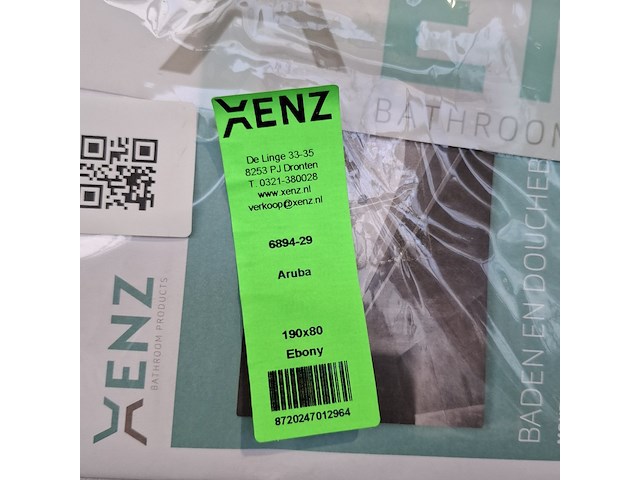 XENZ
De Linge 33-35
8253 PJ Dronten
T. 0321-380028
www.xenz.nl
verkoop@xenz.nl
6894-29
Aruba
190x80
Ebony
8720247012964
XENZ
BATHROOM PRODUCTS
BATHROOM
BADEN EN DOUCHEB